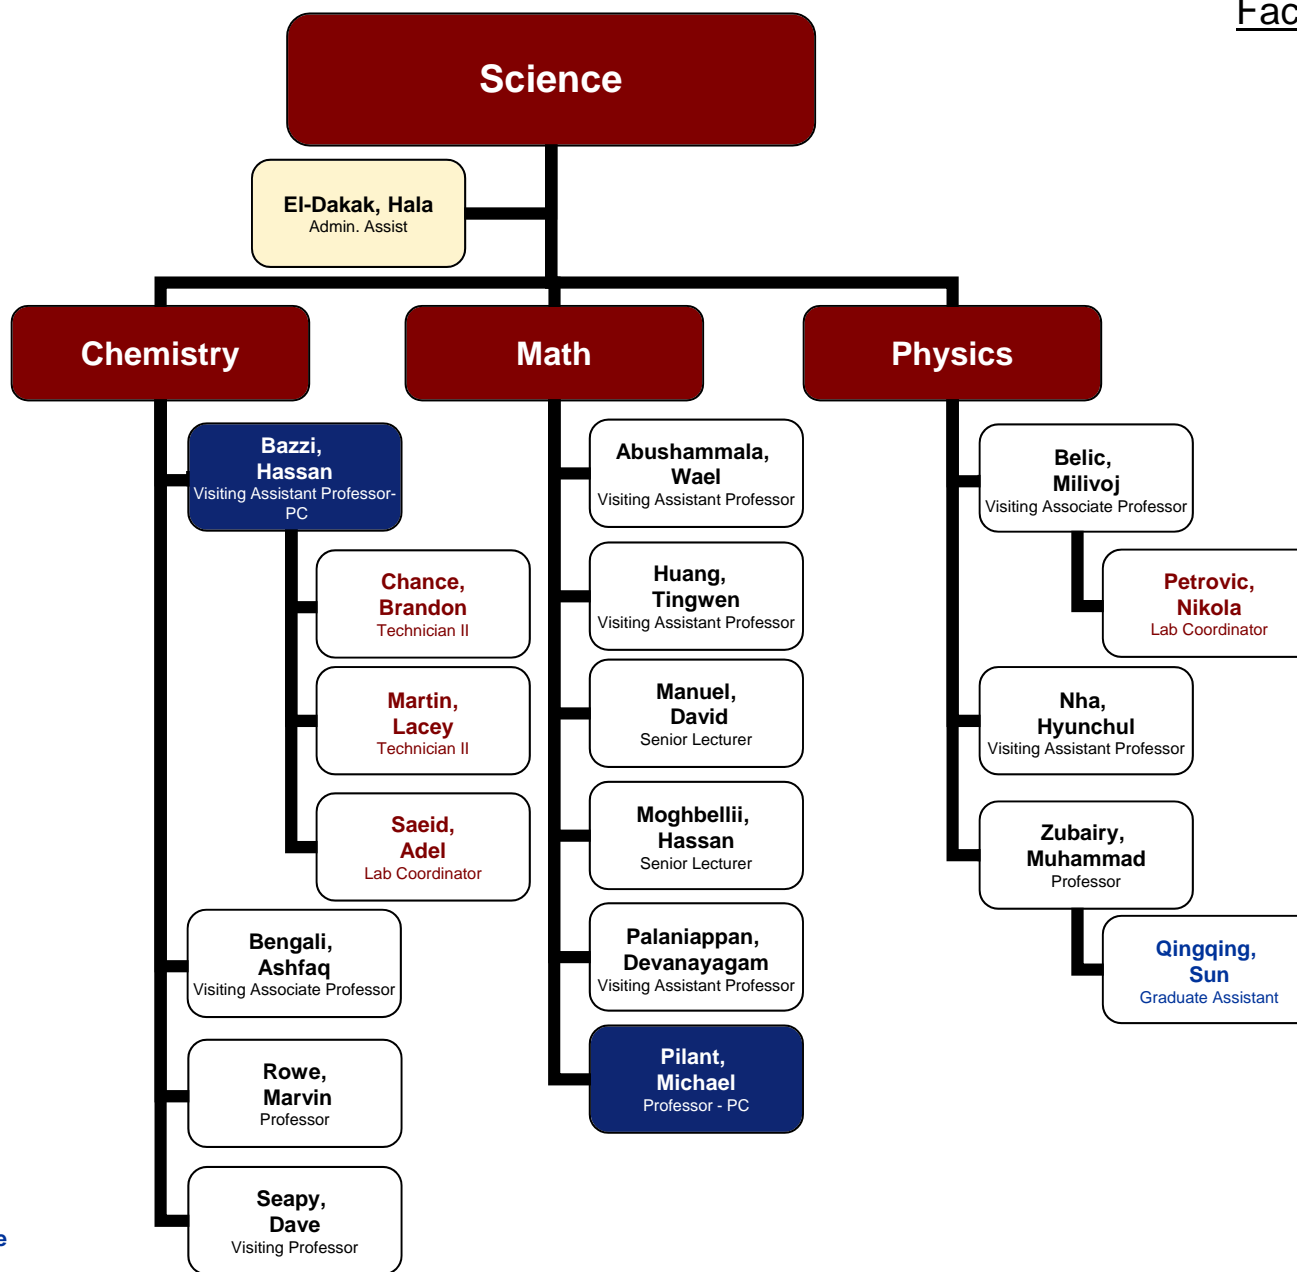 Science
El-Dakak, Hala
Admin. Assist
Chemistry
Bazzi,
Hassan
Visiting Assistant Professor-
PC
Chance,
Brandon
Technician II
Martin,
Lacey
Technician II
Saeid,
Adel
Lab Coordinator
Bengali,
Ashfaq
Visiting Associate Professor
Rowe,
Marvin
Professor
Seapy,
Dave
Visiting Professor
Math
Abushammala,
Wael
Visiting Assistant Professor
Huang,
Tingwen
Visiting Assistant Professor
Manuel,
David
Senior Lecturer
Moghbellii,
Hassan
Senior Lecturer
Palaniappan,
Devanayagam
Visiting Assistant Professor
Pilant,
Michael
Professor - PC
Physics
Belic,
Milivoj
Visiting Associate Professor
Petrovic,
Nikola
Lab Coordinator
Nha,
Hyunchul
Visiting Assistant Professor
Zubairy,
Muhammad
Professor
Qingqing,
Sun
Graduate Assistant